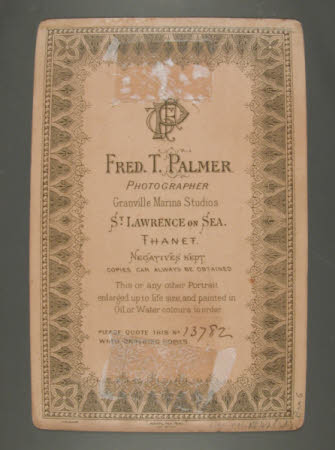 FRED. T. PALMER
PHOTOGRAPHER
Granville Marina Studios
ST LAWRENCE ON SEA.
THANET.
NEGATIVES KEPT
COPIES CAN ALWAYS BE OBTAINED
This or any other Portrait
enlarged up to life size, and painted in
Oil or Water colours to order
PLEASE QUOTE THIS No 13782
WHEN ORDERING COPIES